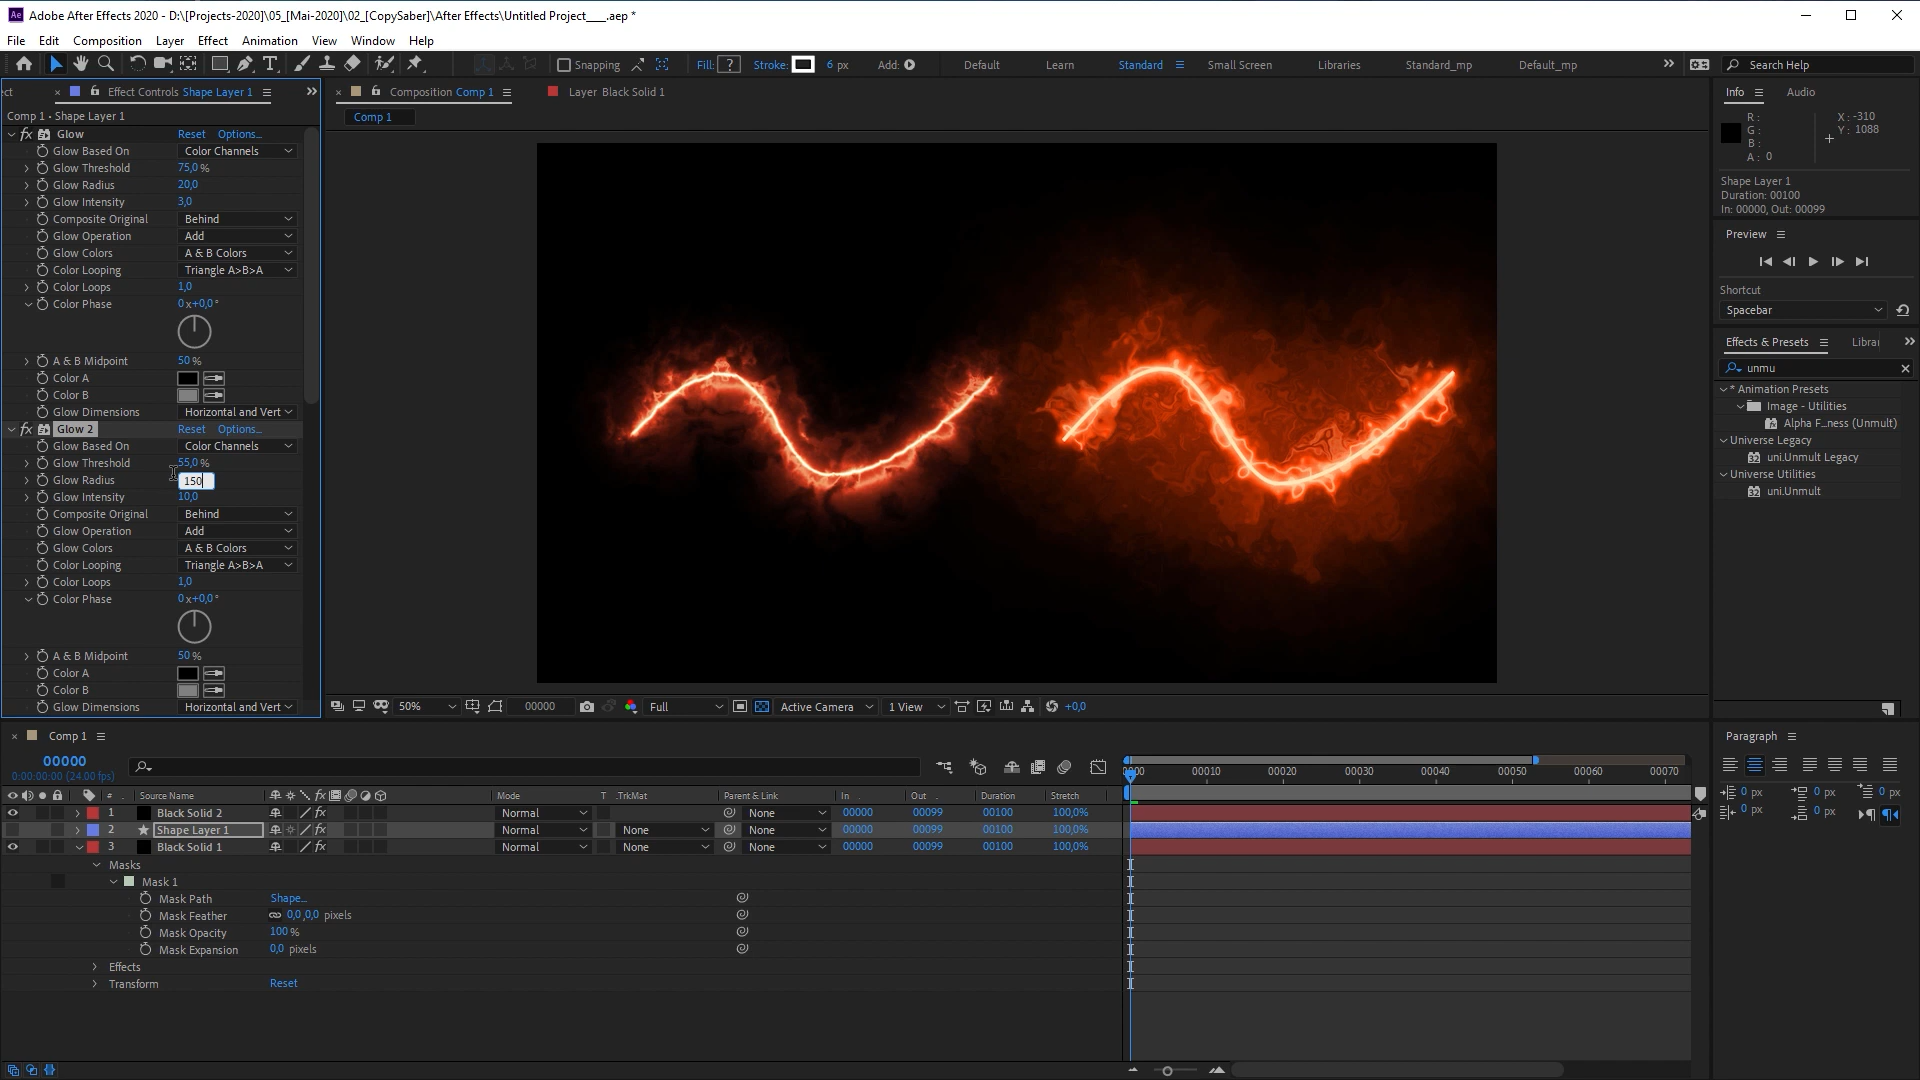 Adobe After Effects 2020 - D:\[Projects-2020]\05_[Mai-2020]\02_[CopySaber]\After Effects\Untitled Project___.aep *
File Edit Composition Layer Effect Animation View Window Help
Snapping Fill: ? Stroke: 6 px Add: Default Learn Standard Small Screen Libraries Standard_mp Default_mp Search Help
ect Effect Controls Shape Layer 1
Comp 1 • Shape Layer 1
Glow Reset Options...
Glow Based On Color Channels
Glow Threshold 75,0 %
Glow Radius 20,0
Glow Intensity 3,0
Composite Original Behind
Glow Operation Add
Glow Colors A & B Colors
Color Looping Triangle A>B>A
Color Loops 1,0
Color Phase 0 x+0,0 °
A & B Midpoint 50 %
Color A
Color B
Glow Dimensions Horizontal and Vert
Glow 2 Reset Options...
Glow Based On Color Channels
Glow Threshold 55,0 %
Glow Radius 150
Glow Intensity 10,0
Composite Original Behind
Glow Operation Add
Glow Colors A & B Colors
Color Looping Triangle A>B>A
Color Loops 1,0
Color Phase 0 x+0,0 °
A & B Midpoint 50 %
Color A
Color B
Glow Dimensions Horizontal and Vert
Composition Comp 1 Layer Black Solid 1
Comp 1
50% 00000 Full Active Camera 1 View +0,0
Info Audio
R :
G :
B :
A : 0
X : -310
Y : 1088
Shape Layer 1
Duration: 00100
In: 00000, Out: 00099
Preview
Shortcut
Spacebar
Effects & Presets Librai
unmu
* Animation Presets
Image - Utilities
Alpha F...ness (Unmult)
Universe Legacy
uni.Unmult Legacy
Universe Utilities
uni.Unmult
Comp 1
00000
0:00:00:00 (24.00 fps)
00010 00020 00030 00040 00050 00060 00070
# Source Name Mode T .TrkMat Parent & Link In Out Duration Stretch
1 Black Solid 2 Normal None 00000 00099 00100 100,0%
2 Shape Layer 1 Normal None None 00000 00099 00100 100,0%
3 Black Solid 1 Normal None None 00000 00099 00100 100,0%
Masks
Mask 1
Mask Path Shape...
Mask Feather 0,0,0,0 pixels
Mask Opacity 100 %
Mask Expansion 0,0 pixels
Effects
Transform Reset
Paragraph
0 px 0 px 0 px
0 px 0 px